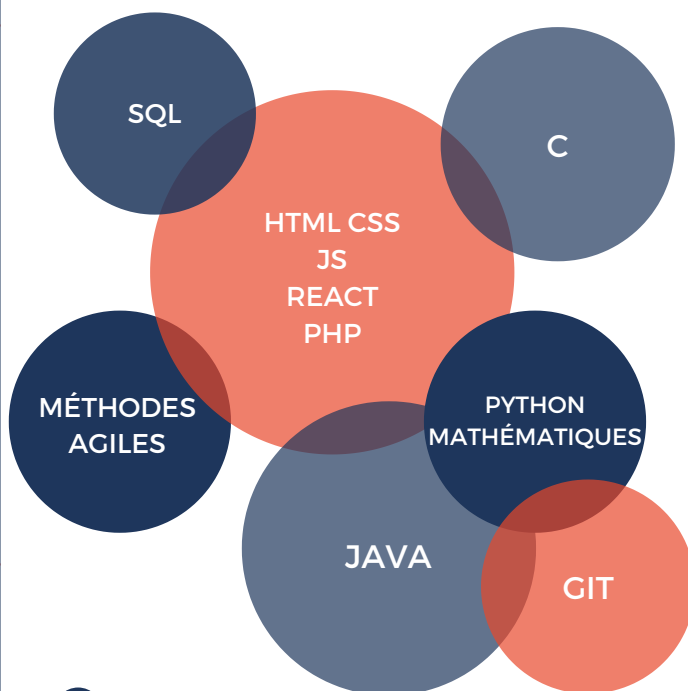 SQL
C
HTML CSS
JS
REACT
PHP
MÉTHODES
AGILES
PYTHON
MATHÉMATIQUES
JAVA
GIT